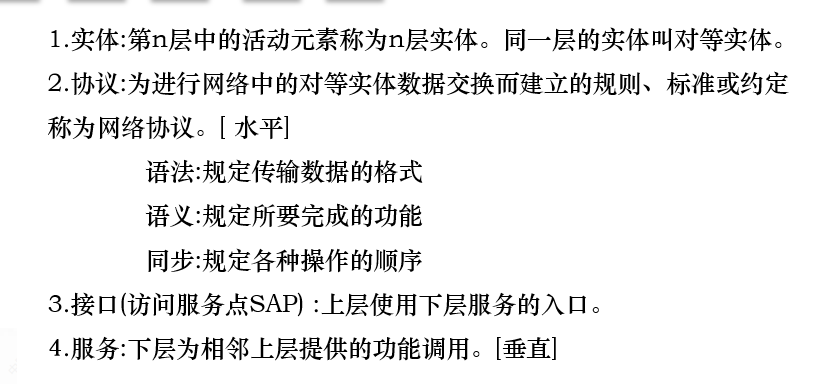 1.实体:第n层中的活动元素称为n层实体。同一层的实体叫对等实体。
2.协议:为进行网络中的对等实体数据交换而建立的规则、标准或约定
称为网络协议。[ 水平]
语法:规定传输数据的格式
语义:规定所要完成的功能
同步:规定各种操作的顺序
3.接口(访问服务点SAP) :上层使用下层服务的入口。
4.服务:下层为相邻上层提供的功能调用。[垂直]